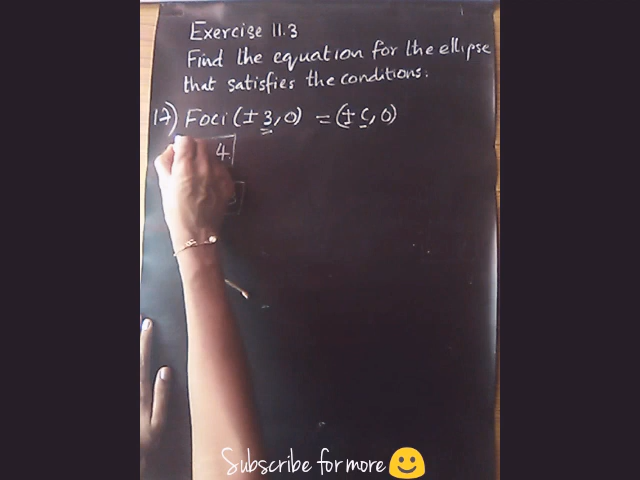 Exercise 11.3
Find the equation for the ellipse
that satisfies the conditions:
17) Foci (± 3, 0) = (± c, 0)
4
Subscribe for more